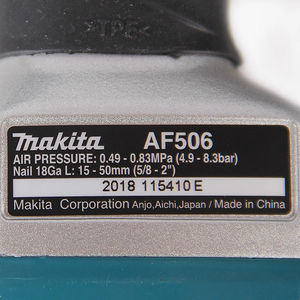 TPE
makita AF506
AIR PRESSURE: 0.49 - 0.83MPa (4.9 - 8.3bar)
Nail 18Ga L: 15 - 50mm (5/8 - 2")
2018 115410 E
Makita Corporation Anjo, Aichi, Japan / Made in China